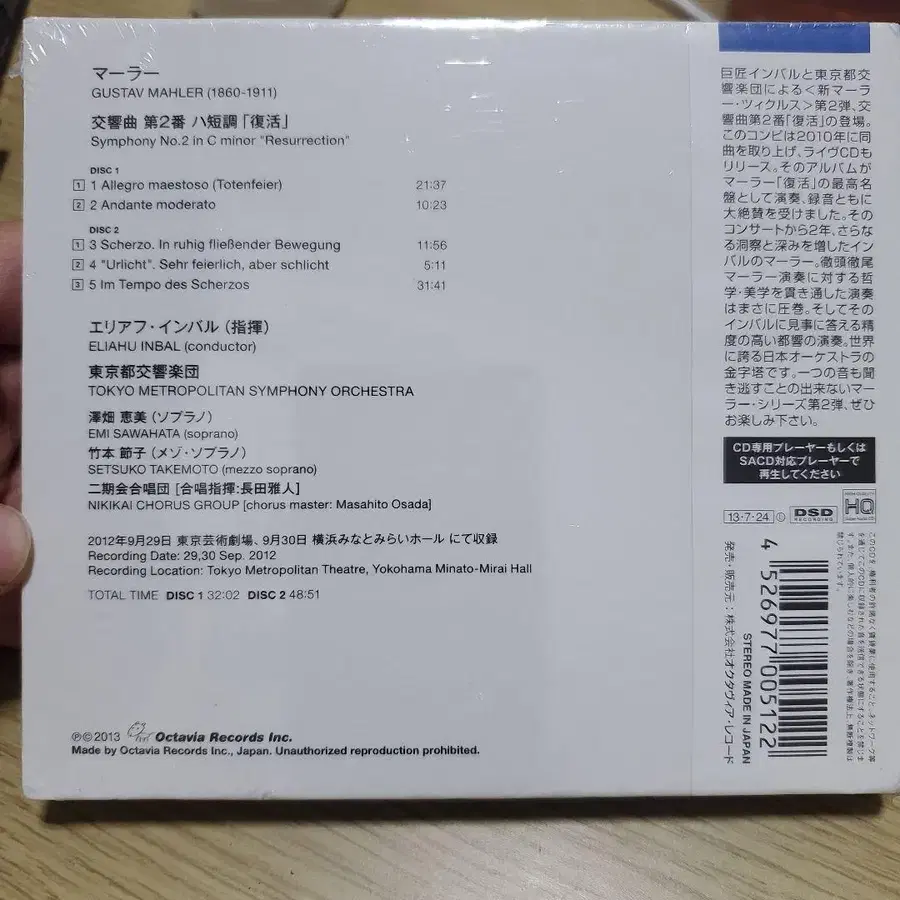 マーラー
GUSTAV MAHLER (1860-1911)
交響曲 第2番 ハ短調「復活」
Symphony No.2 in C minor "Resurrection"
DISC 1
1 1 Allegro maestoso (Totenfeier) 21:37
2 2 Andante moderato 10:23
DISC 2
1 3 Scherzo. In ruhig fließender Bewegung 11:56
2 4 "Urlicht". Sehr feierlich, aber schlicht 5:11
3 5 Im Tempo des Scherzos 31:41
エリアフ・インバル（指揮）
ELIAHU INBAL (conductor)
東京都交響楽団
TOKYO METROPOLITAN SYMPHONY ORCHESTRA
澤畑 恵美（ソプラノ）
EMI SAWAHATA (soprano)
竹本 節子（メゾ・ソプラノ）
SETSUKO TAKEMOTO (mezzo soprano)
二期会合唱団 [合唱指揮:長田雅人]
NIKIKAI CHORUS GROUP [chorus master: Masahito Osada]
2012年9月29日 東京芸術劇場、9月30日 横浜みなとみらいホール にて収録
Recording Date: 29,30 Sep. 2012
Recording Location: Tokyo Metropolitan Theatre, Yokohama Minato-Mirai Hall
TOTAL TIME DISC 1 32:02 DISC 2 48:51
℗©2013 Octavia Records Inc.
Made by Octavia Records Inc., Japan. Unauthorized reproduction prohibited.
巨匠インバルと東京都交
響楽団による＜新マーラ
ー・ツィクルス＞第2弾、交
響曲第2番「復活」の登場。
このコンビは2010年に同
曲を取り上げ、ライヴCDも
リリース。そのアルバムが
マーラー「復活」の最高名
盤として演奏、録音ともに
大絶賛を受けました。その
コンサートから2年、さらな
る洞察と深みを増したイン
バルのマーラー。徹頭徹尾
マーラー演奏に対する哲
学・美学を貫き通した演奏
はまさに圧巻。そしてその
インバルに見事に答える精
度の高い都響の演奏。世界
に誇る日本オーケストラの
金字塔です。一つの音も聞
き逃すことの出来ないマー
ラー・シリーズ第2弾、ぜひ
お楽しみ下さい。
CD専用プレーヤーもしくは
SACD対応プレーヤーで
再生してください
13・7・24 Ⓛ
DSD
RECORDING
HQ
4 526977 005122
STEREO MADE IN JAPAN
発売・販売元：株式会社オクタヴィア・レコード